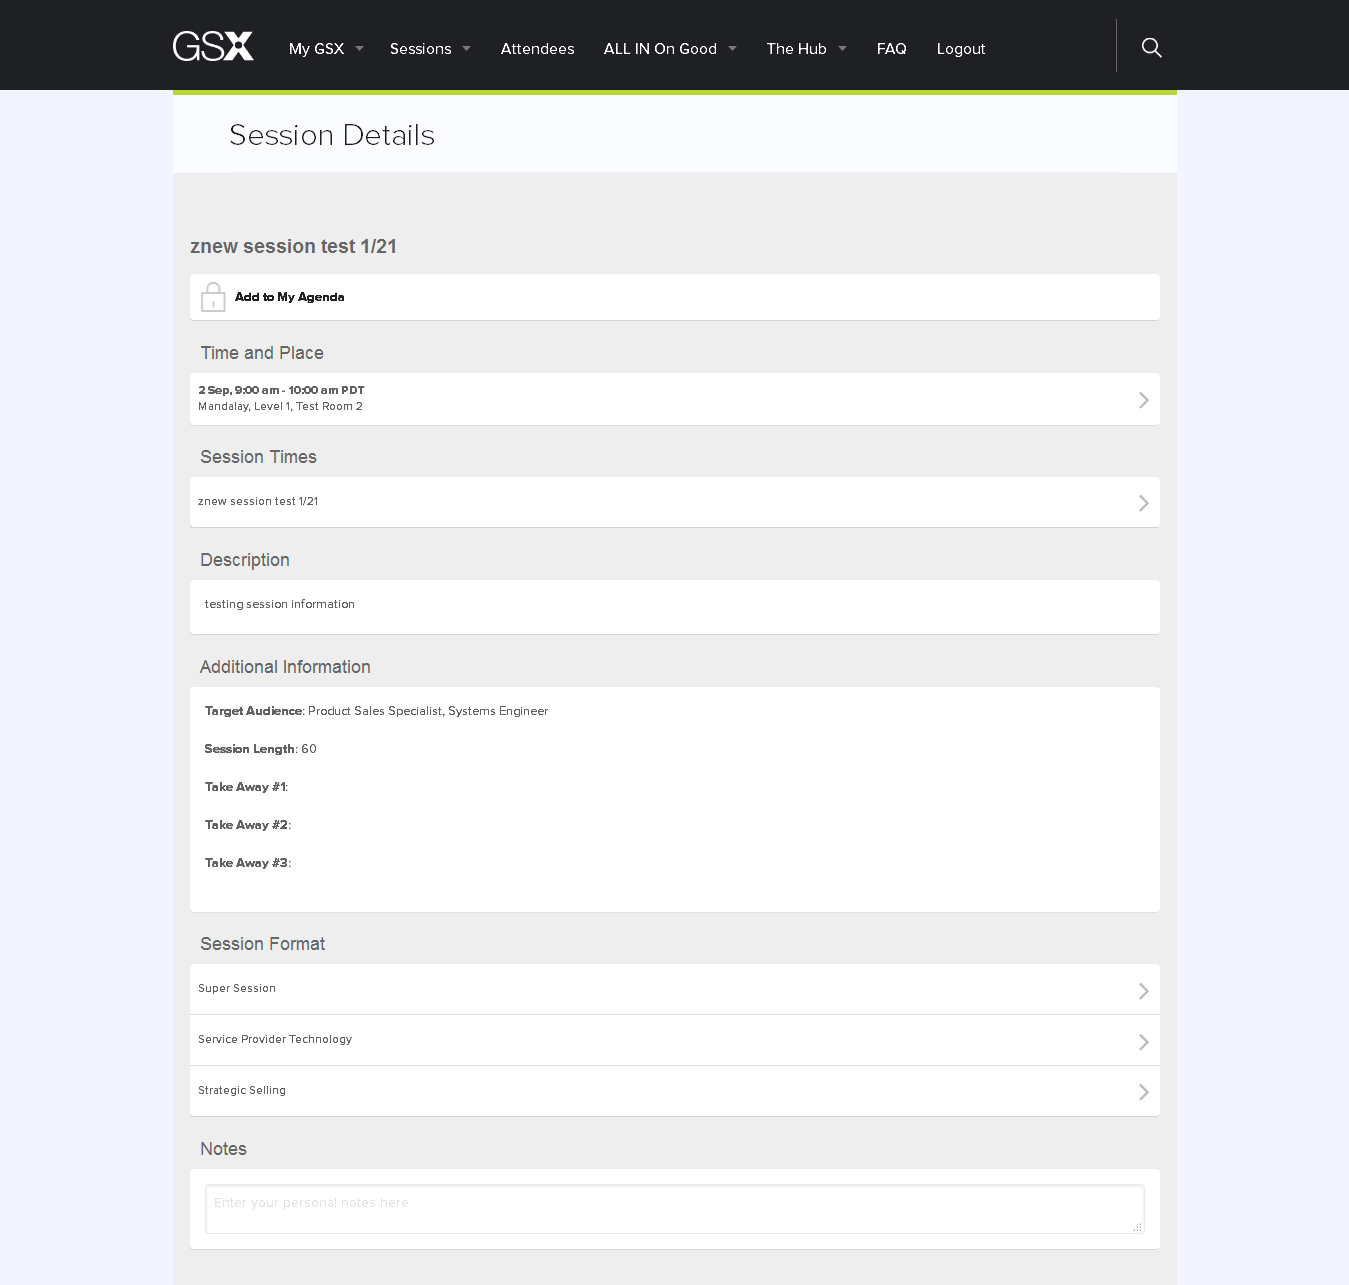 GSX My GSX Sessions Attendees ALL IN On Good The Hub FAQ Logout
Session Details
znew session test 1/21
Add to My Agenda
Time and Place
2 Sep, 9:00 am - 10:00 am PDT
Mandalay, Level 1, Test Room 2
Session Times
znew session test 1/21
Description
testing session information
Additional Information
Target Audience: Product Sales Specialist, Systems Engineer
Session Length: 60
Take Away #1:
Take Away #2:
Take Away #3:
Session Format
Super Session
Service Provider Technology
Strategic Selling
Notes
Enter your personal notes here